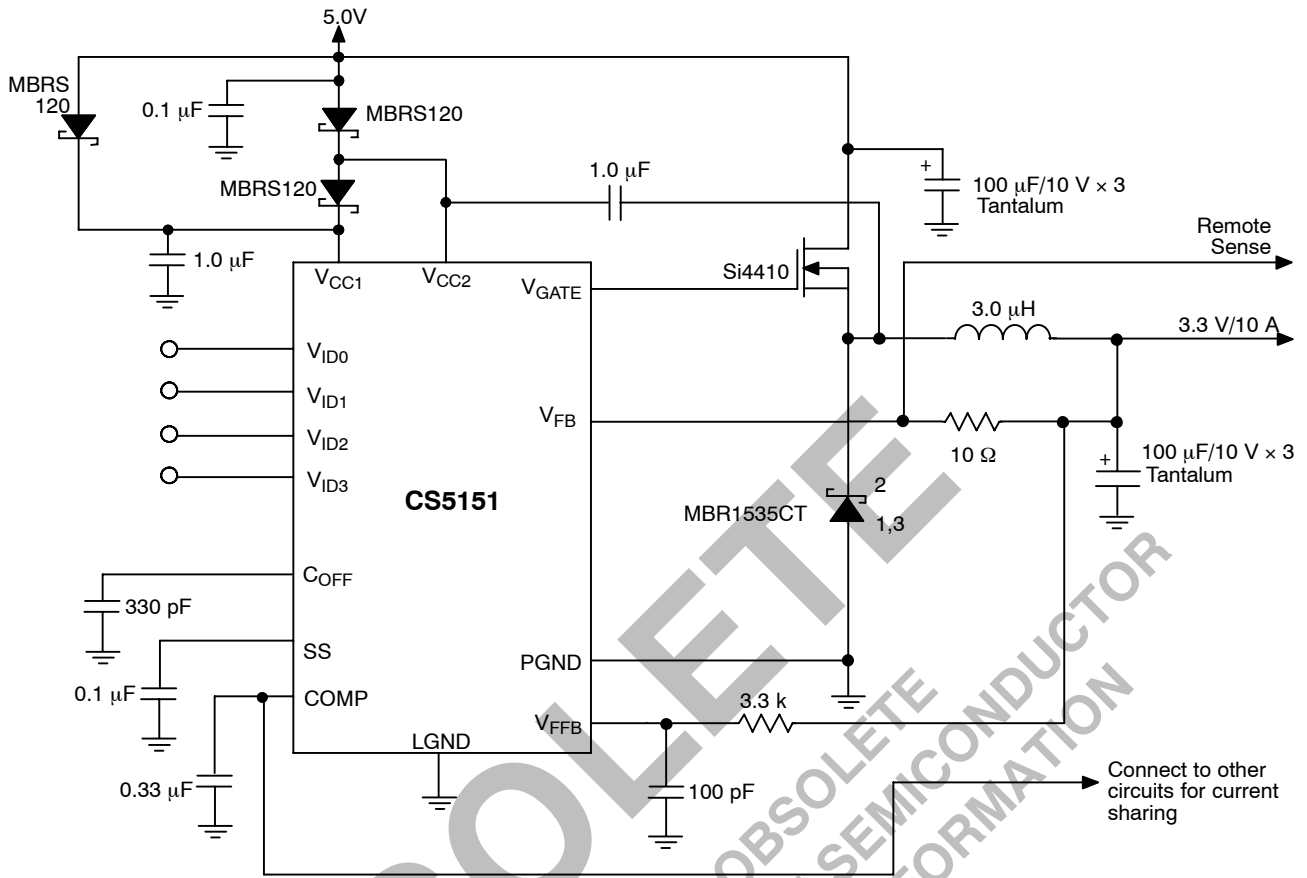 5.0V
MBRS
120
0.1 μF
MBRS120
MBRS120
1.0 μF
+
100 μF/10 V × 3
Tantalum
1.0 μF
Remote
Sense
VCC1
VCC2
VGATE
Si4410
3.0 μH
3.3 V/10 A
VID0
VID1
VID2
VID3
VFB
10 Ω
+
100 μF/10 V × 3
Tantalum
CS5151
MBR1535CT
2
1,3
COFF
330 pF
SS
0.1 μF
COMP
PGND
3.3 k
VFFB
LGND
0.33 μF
100 pF
Connect to other
circuits for current
sharing
OLETE
OBSOLETE
SEMICONDUCTOR
FORMATION